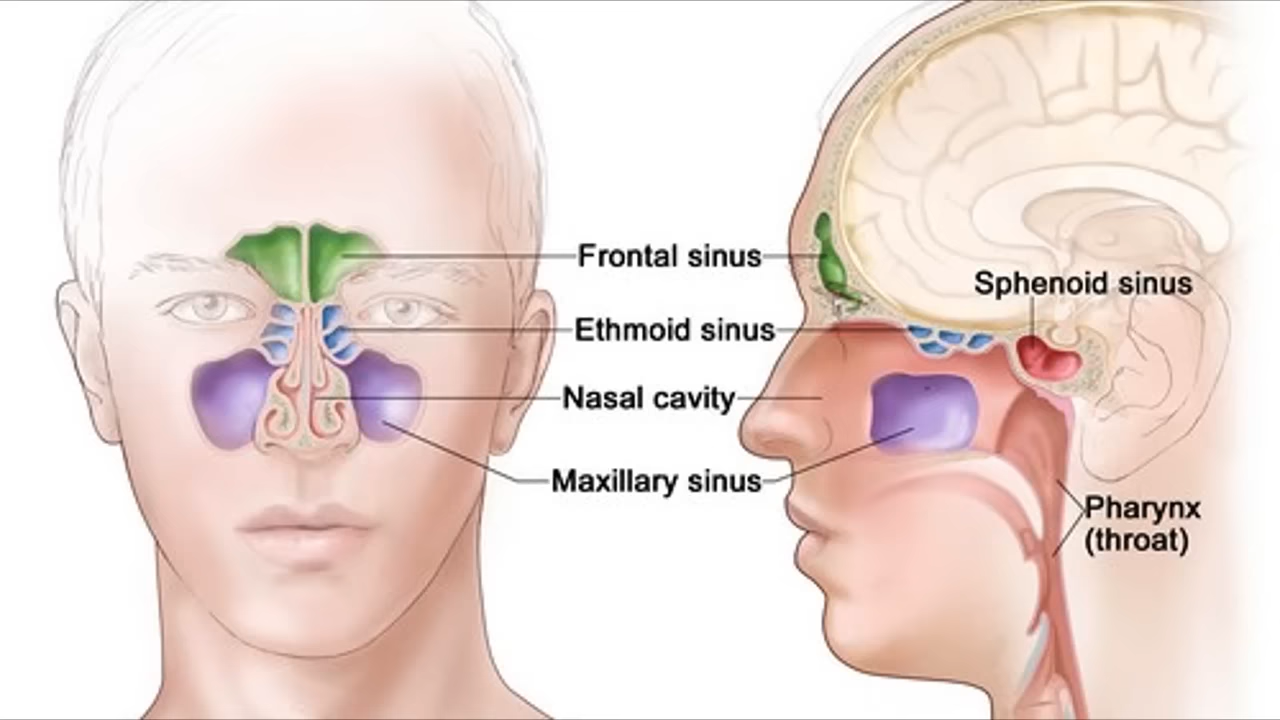 Frontal sinus
Sphenoid sinus
Ethmoid sinus
Nasal cavity
Maxillary sinus
Pharynx
(throat)